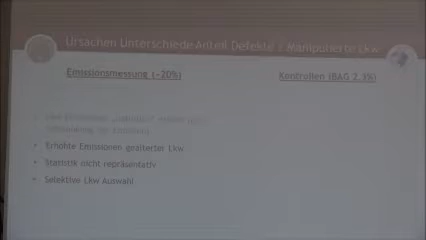 Ursachen Unterschiede Anteil Defekte / Manipulierte Lkw
Emissionsmessung (~20%)
Kontrollen (BAG 2,3%)
• Erhöhte Emissionen gealterter Lkw
• Statistik nicht repräsentativ
• Selektive Lkw Auswahl